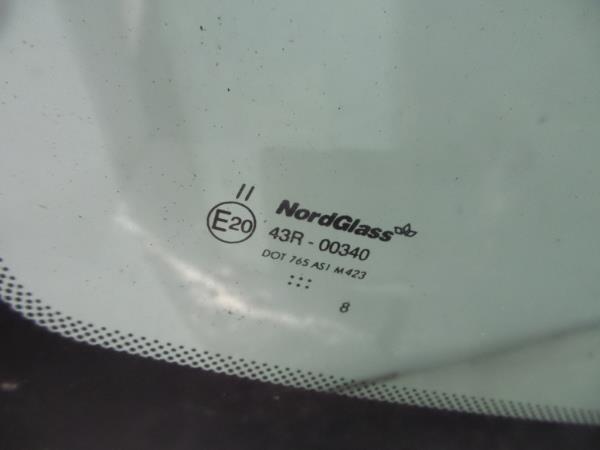 II
NordGlass
E20
43R - 00340
DOT 765 AS1 M423
8